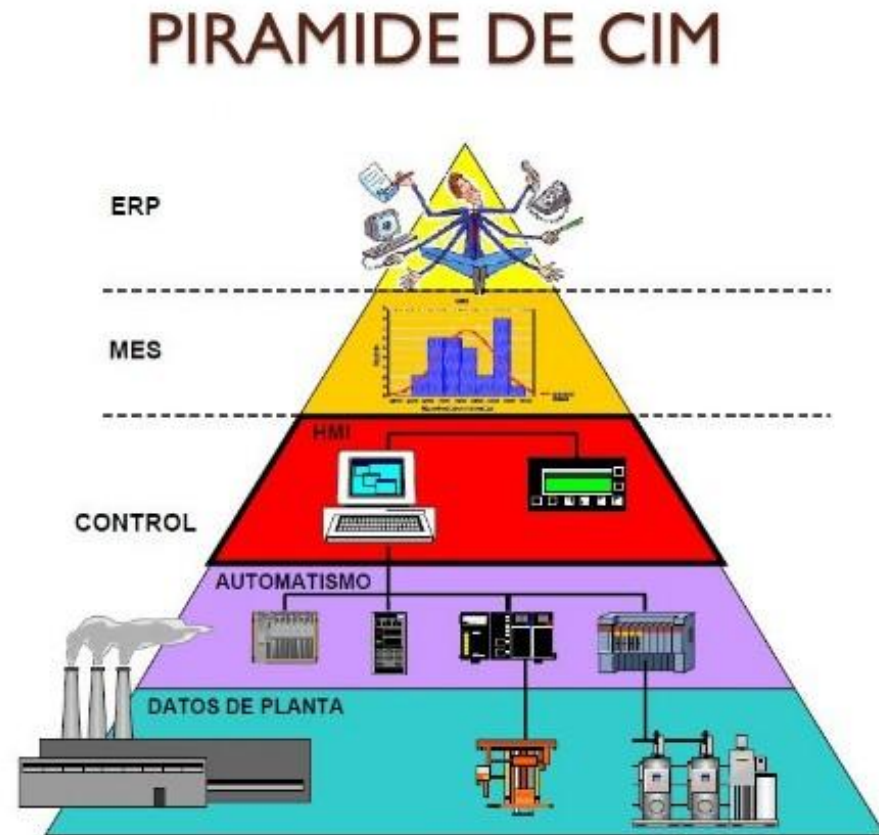 PIRAMIDE DE CIM
ERP
MES
HMI
CONTROL
AUTOMATISMO
DATOS DE PLANTA